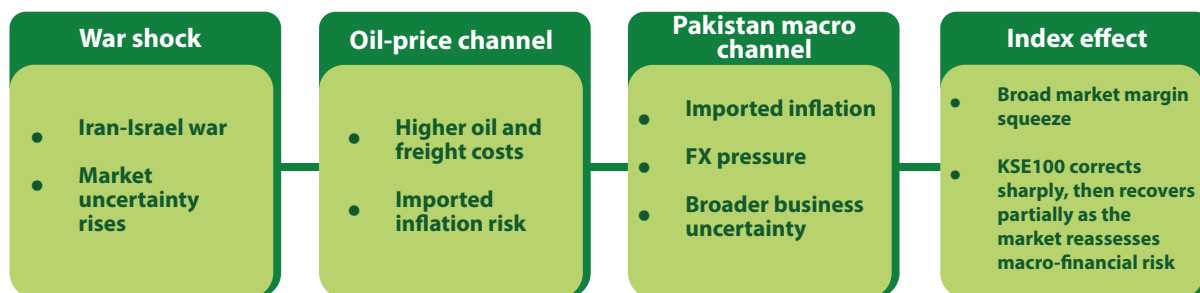 War shock
Iran-Israel war
Market
uncertainty
rises
Oil-price channel
Higher oil and
freight costs
Imported
inflation risk
Pakistan macro
channel
Imported inflation
FX pressure
Broader business
uncertainty
Index effect
Broad market margin
squeeze
KSE100 corrects
sharply, then recovers
partially as the
market reassesses
macro-financial risk